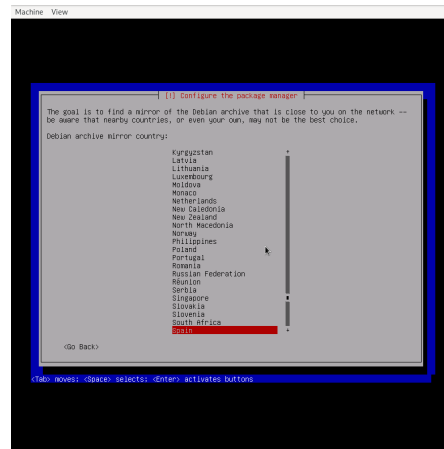 Machine View
[!] Configure the package manager
The goal is to find a mirror of the Debian archive that is close to you on the network --
be aware that nearby countries, or even your own, may not be the best choice.
Debian archive mirror country:
Kyrgyzstan
Latvia
Lithuania
Luxembourg
Moldova
Monaco
Netherlands
New Caledonia
New Zealand
North Macedonia
Norway
Philippines
Poland
Portugal
Romania
Russian Federation
Réunion
Serbia
Singapore
Slovakia
Slovenia
South Africa
Spain
<Go Back>
<Tab> moves; <Space> selects; <Enter> activates buttons